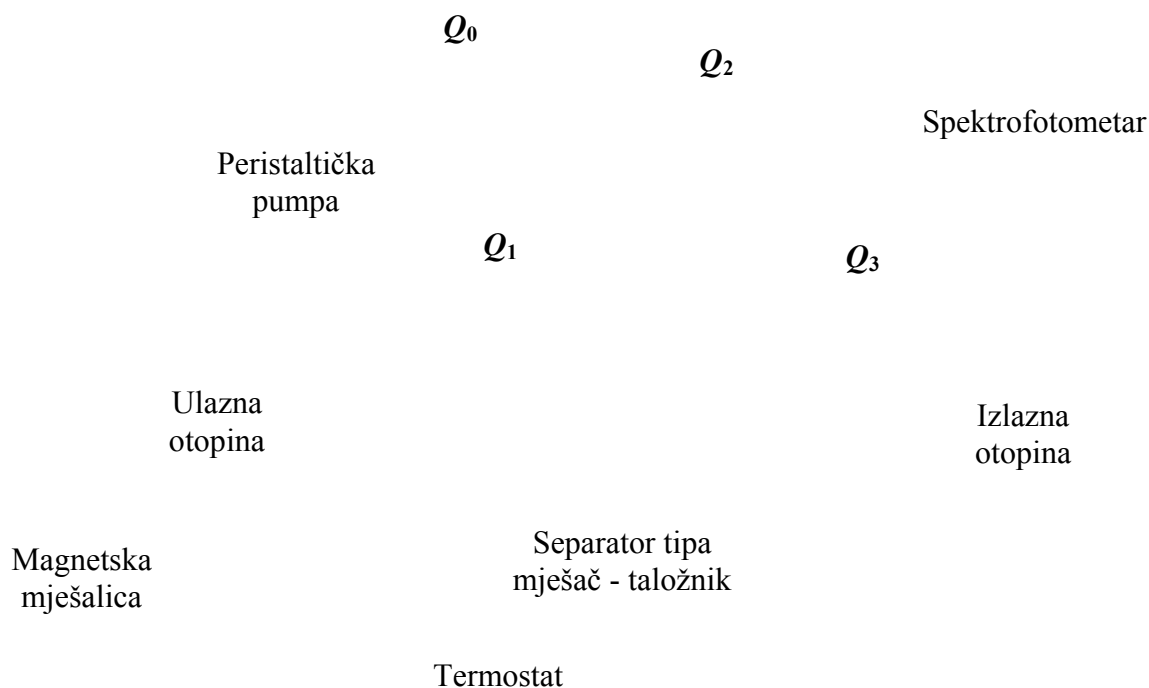 Q0
Q2
Spektrofotometar
Peristaltička
pumpa
Q1
Q3
Ulazna
otopina
Izlazna
otopina
Separator tipa
mješač - taložnik
Magnetska
mješalica
Termostat